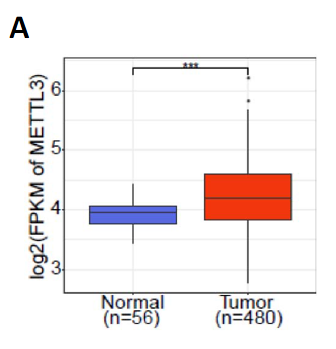 A
***
log2(FPKM of METTL3)
6
5
4
3
Normal
(n=56)
Tumor
(n=480)